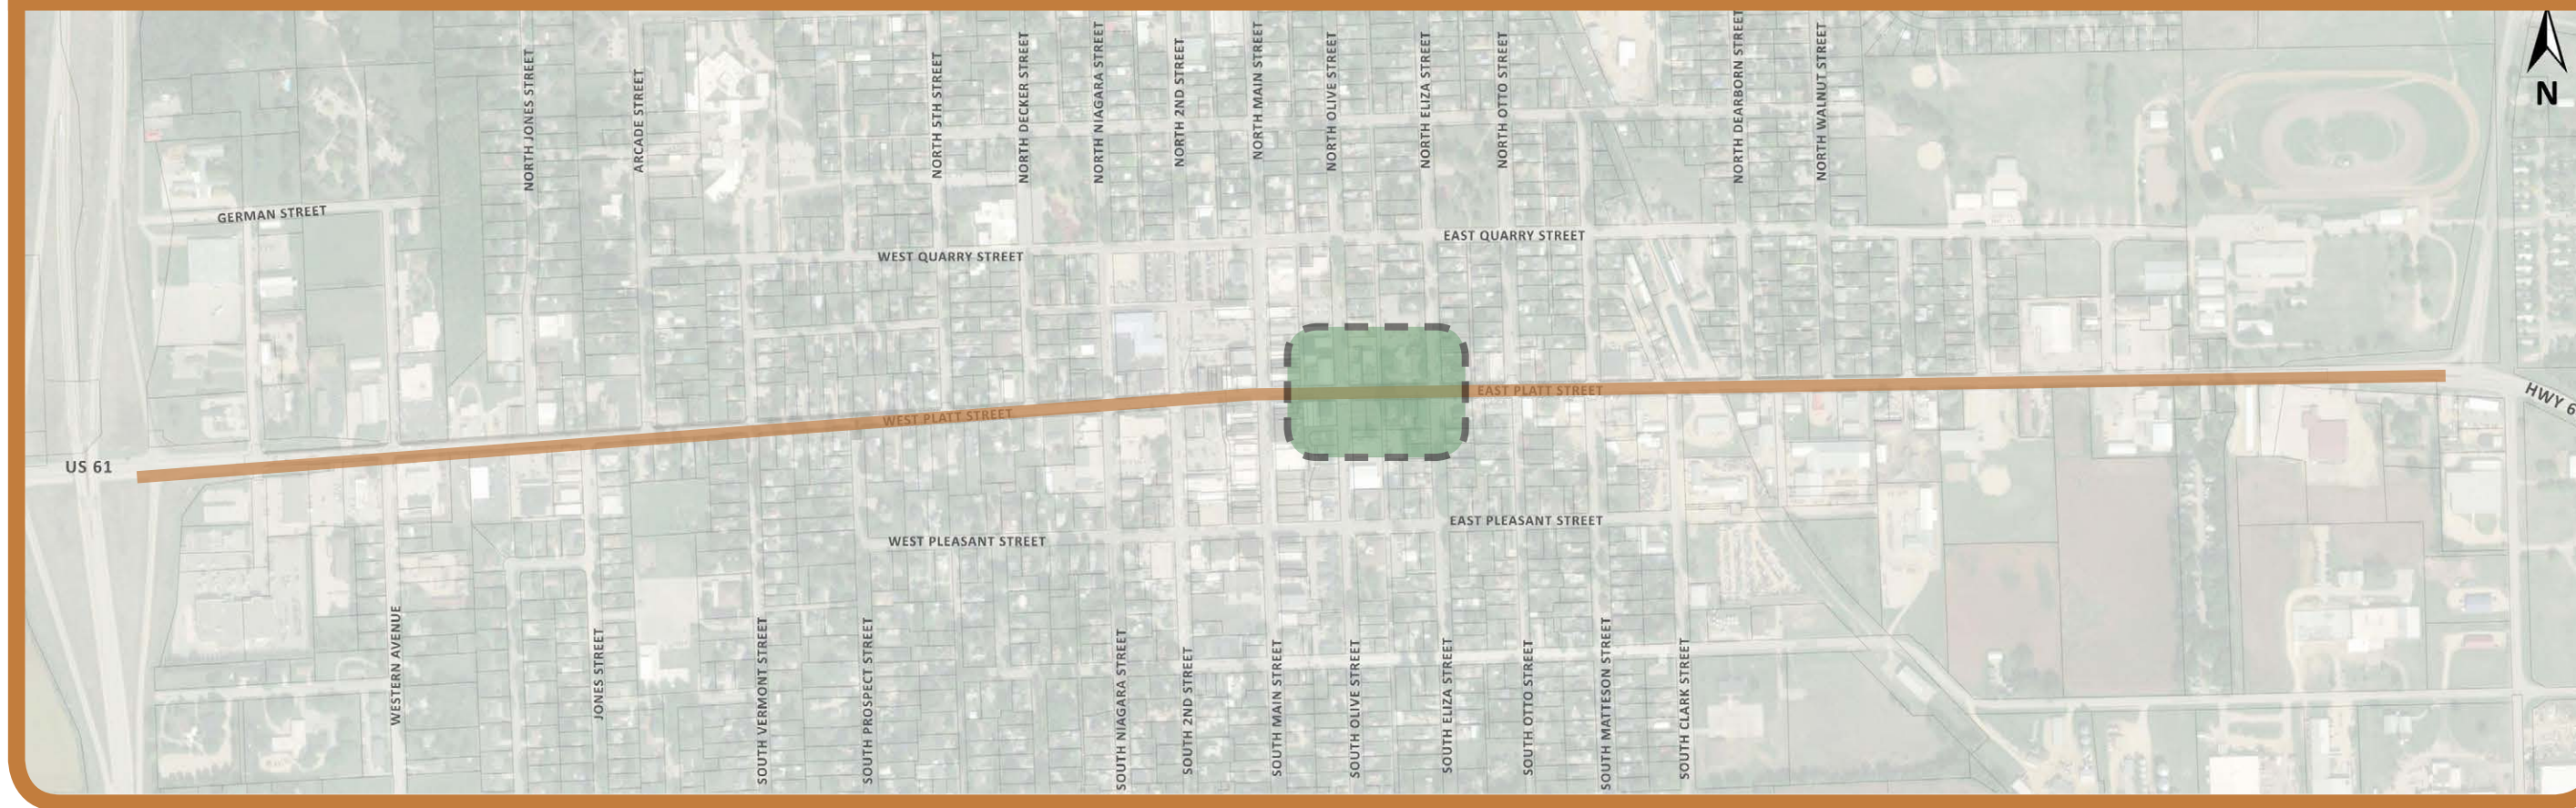 NORTH JONES STREET
ARCADE STREET
NORTH 5TH STREET
NORTH DECKER STREET
NORTH NIAGARA STREET
NORTH 2ND STREET
NORTH MAIN STREET
NORTH OLIVE STREET
NORTH ELIZA STREET
NORTH OTTO STREET
NORTH DEARBORN STREET
NORTH WALNUT STREET
N
GERMAN STREET
WEST QUARRY STREET
EAST QUARRY STREET
WEST PLATT STREET
EAST PLATT STREET
HWY 6
US 61
WEST PLEASANT STREET
EAST PLEASANT STREET
WESTERN AVENUE
JONES STREET
SOUTH VERMONT STREET
SOUTH PROSPECT STREET
SOUTH NIAGARA STREET
SOUTH 2ND STREET
SOUTH MAIN STREET
SOUTH OLIVE STREET
SOUTH ELIZA STREET
SOUTH OTTO STREET
SOUTH MATTESON STREET
SOUTH CLARK STREET